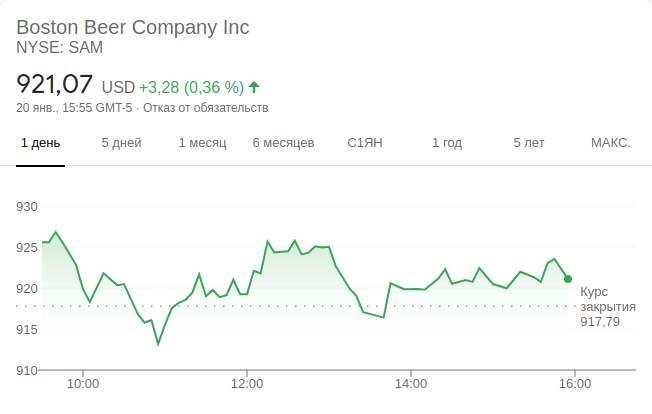 Boston Beer Company Inc
NYSE: SAM
921,07 USD +3,28 (0,36 %)
20 янв., 15:55 GMT-5 · Отказ от обязательств
1 день 5 дней 1 месяц 6 месяцев С1ЯН 1 год 5 лет МАКС.
930
925
920
Курс
закрытия
917,79
915
910
10:00 12:00 14:00 16:00